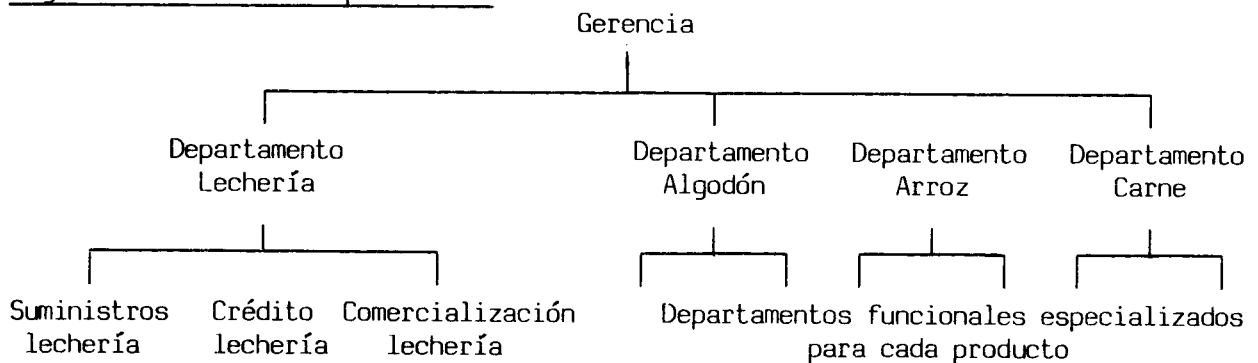 Gerencia
Departamento Lechería
Departamento Algodón
Departamento Arroz
Departamento Carne
Suministros lechería
Crédito lechería
Comercialización lechería
Departamentos funcionales especializados
para cada producto